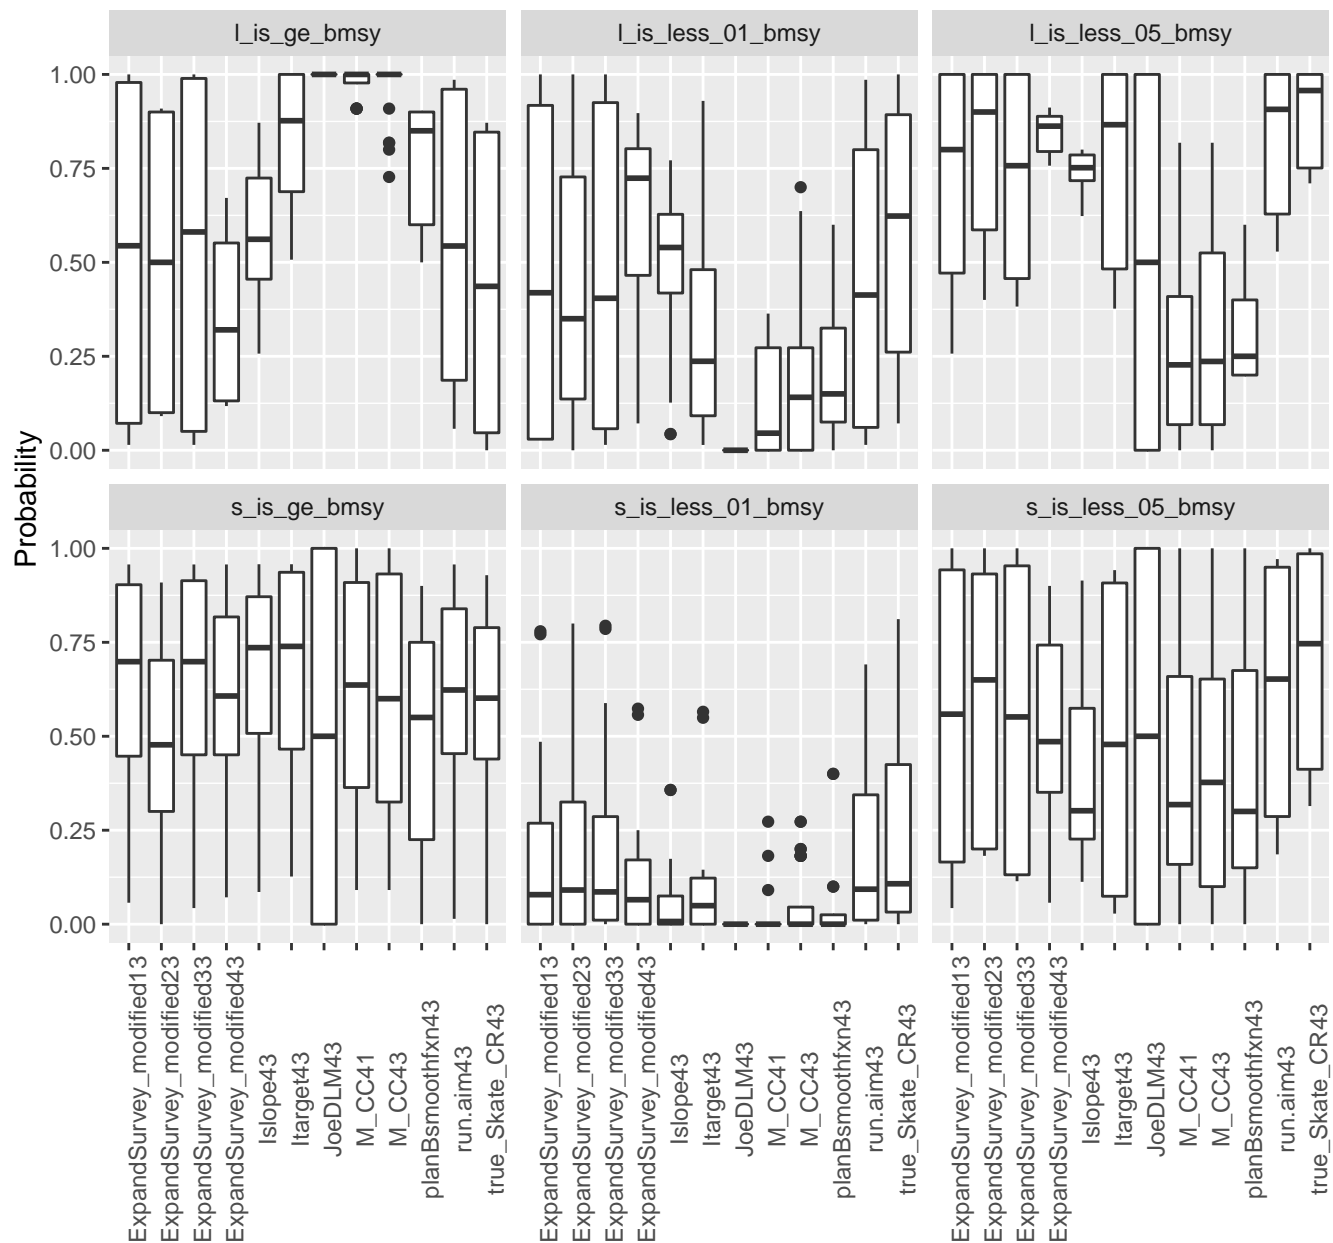 l_is_ge_bmsy
l_is_less_01_bmsy
l_is_less_05_bmsy
1.00
0.75
0.50
0.25
0.00
Probability
s_is_ge_bmsy
s_is_less_01_bmsy
s_is_less_05_bmsy
1.00
0.75
0.50
0.25
0.00
ExpandSurvey_modified13
ExpandSurvey_modified23
ExpandSurvey_modified33
ExpandSurvey_modified43
Islope43
Itarget43
JoeDLM43
M_CC41
M_CC43
planBsmoothfxn43
run.aim43
true_Skate_CR43
ExpandSurvey_modified13
ExpandSurvey_modified23
ExpandSurvey_modified33
ExpandSurvey_modified43
Islope43
Itarget43
JoeDLM43
M_CC41
M_CC43
planBsmoothfxn43
run.aim43
true_Skate_CR43
ExpandSurvey_modified13
ExpandSurvey_modified23
ExpandSurvey_modified33
ExpandSurvey_modified43
Islope43
Itarget43
JoeDLM43
M_CC41
M_CC43
planBsmoothfxn43
run.aim43
true_Skate_CR43